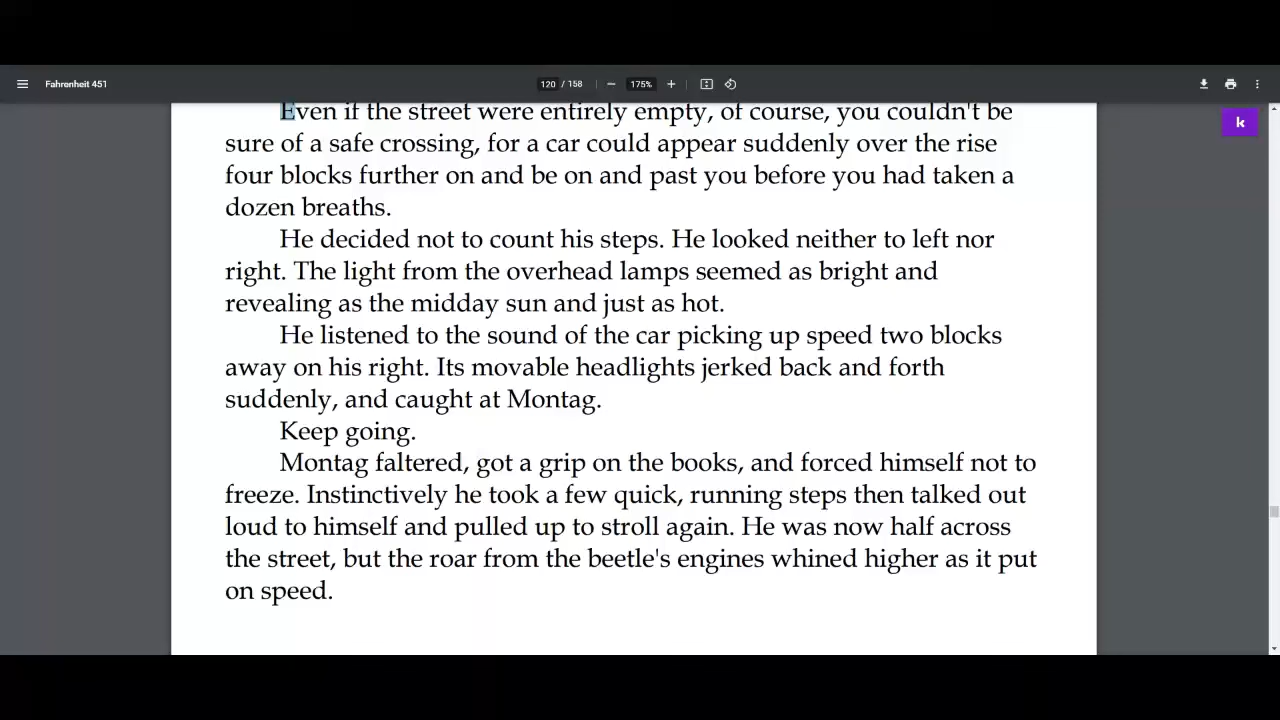 Fahrenheit 451
120 / 158
175%
k
Even if the street were entirely empty, of course, you couldn't be
sure of a safe crossing, for a car could appear suddenly over the rise
four blocks further on and be on and past you before you had taken a
dozen breaths.
He decided not to count his steps. He looked neither to left nor
right. The light from the overhead lamps seemed as bright and
revealing as the midday sun and just as hot.
He listened to the sound of the car picking up speed two blocks
away on his right. Its movable headlights jerked back and forth
suddenly, and caught at Montag.
Keep going.
Montag faltered, got a grip on the books, and forced himself not to
freeze. Instinctively he took a few quick, running steps then talked out
loud to himself and pulled up to stroll again. He was now half across
the street, but the roar from the beetle's engines whined higher as it put
on speed.